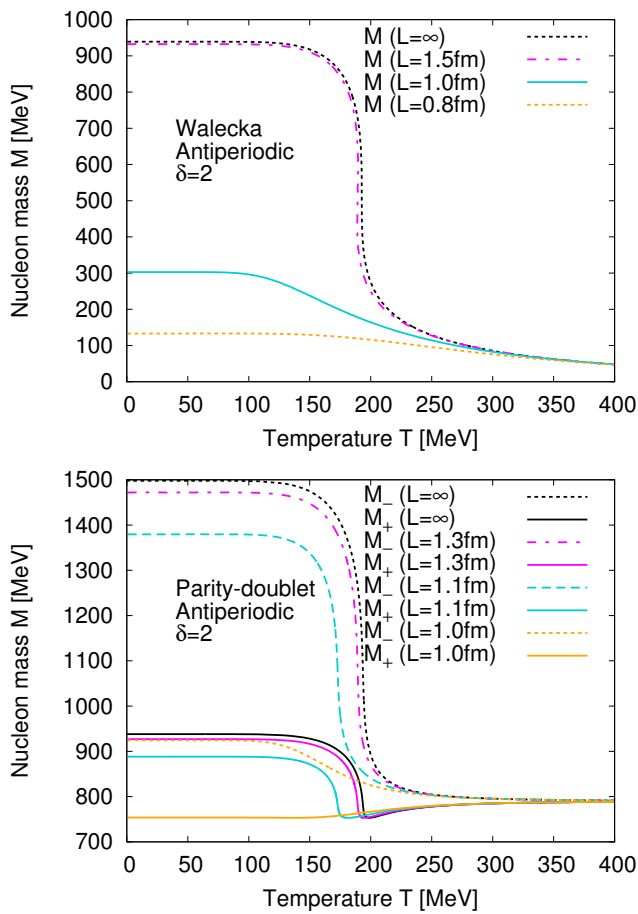 1000
900
800
700
600
500
400
300
200
100
0
Nucleon mass M [MeV]
M (L=∞)
M (L=1.5fm)
M (L=1.0fm)
M (L=0.8fm)
Walecka
Antiperiodic
δ=2
0 50 100 150 200 250 300 350 400
Temperature T [MeV]
1500
1400
1300
1200
1100
1000
900
800
700
Nucleon mass M [MeV]
M₋ (L=∞)
M₊ (L=∞)
M₋ (L=1.3fm)
M₊ (L=1.3fm)
M₋ (L=1.1fm)
M₊ (L=1.1fm)
M₋ (L=1.0fm)
M₊ (L=1.0fm)
Parity-doublet
Antiperiodic
δ=2
0 50 100 150 200 250 300 350 400
Temperature T [MeV]